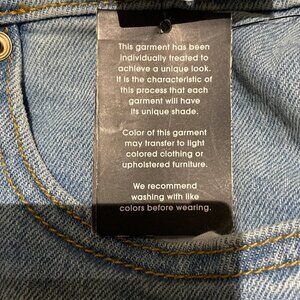 This garment has been
individually treated to
achieve a unique look.
It is the characteristic of
this process that each
garment will have
its unique shade.
Color of this garment
may transfer to light
colored clothing or
upholstered furniture.
We recommend
washing with like
colors before wearing.